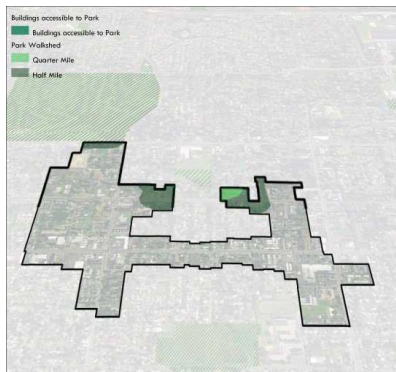 Buildings accessible to Park
Buildings accessible to Park
Park Walkshed
Quarter Mile
Half Mile